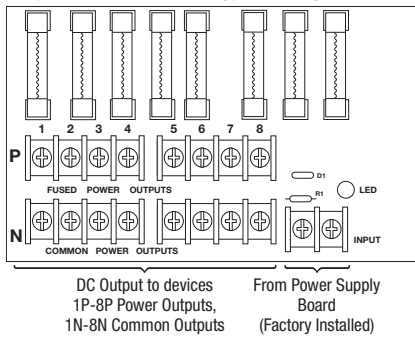 1 2 3 4 5 6 7 8
P
D1
FUSED POWER OUTPUTS
LED
R1
N
INPUT
COMMON POWER OUTPUTS
DC Output to devices
1P-8P Power Outputs,
1N-8N Common Outputs
From Power Supply
Board
(Factory Installed)